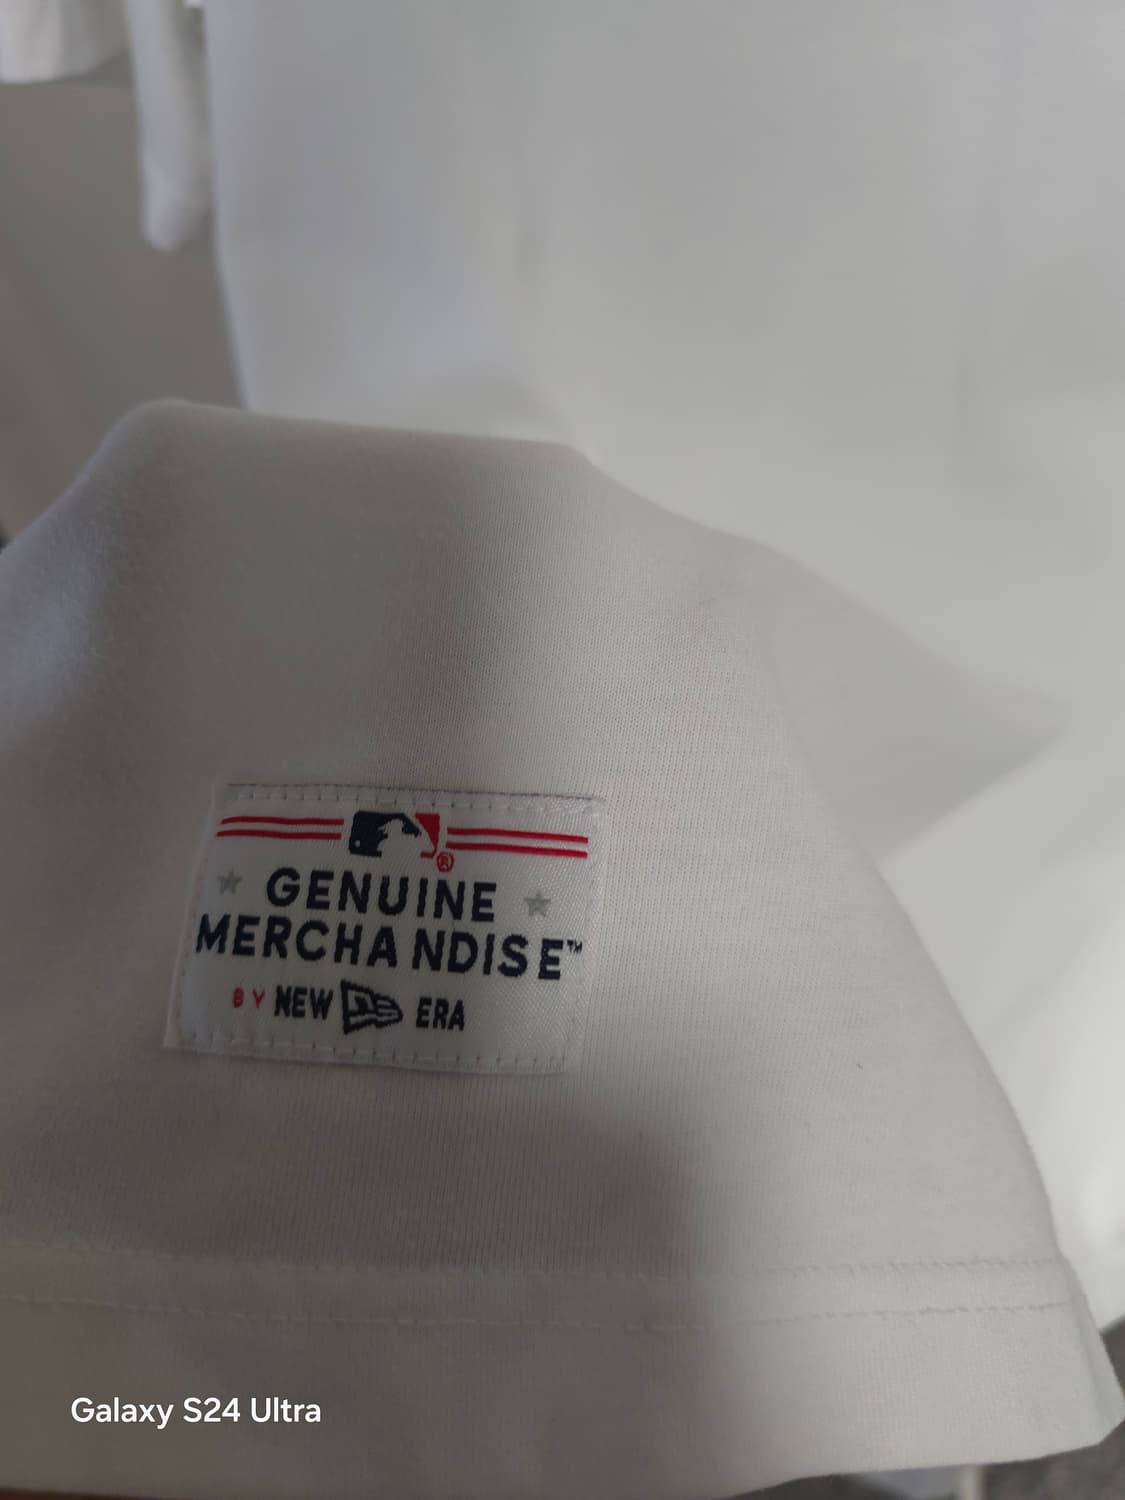 GENUINE
MERCHANDISE™
BY NEW ERA
Galaxy S24 Ultra